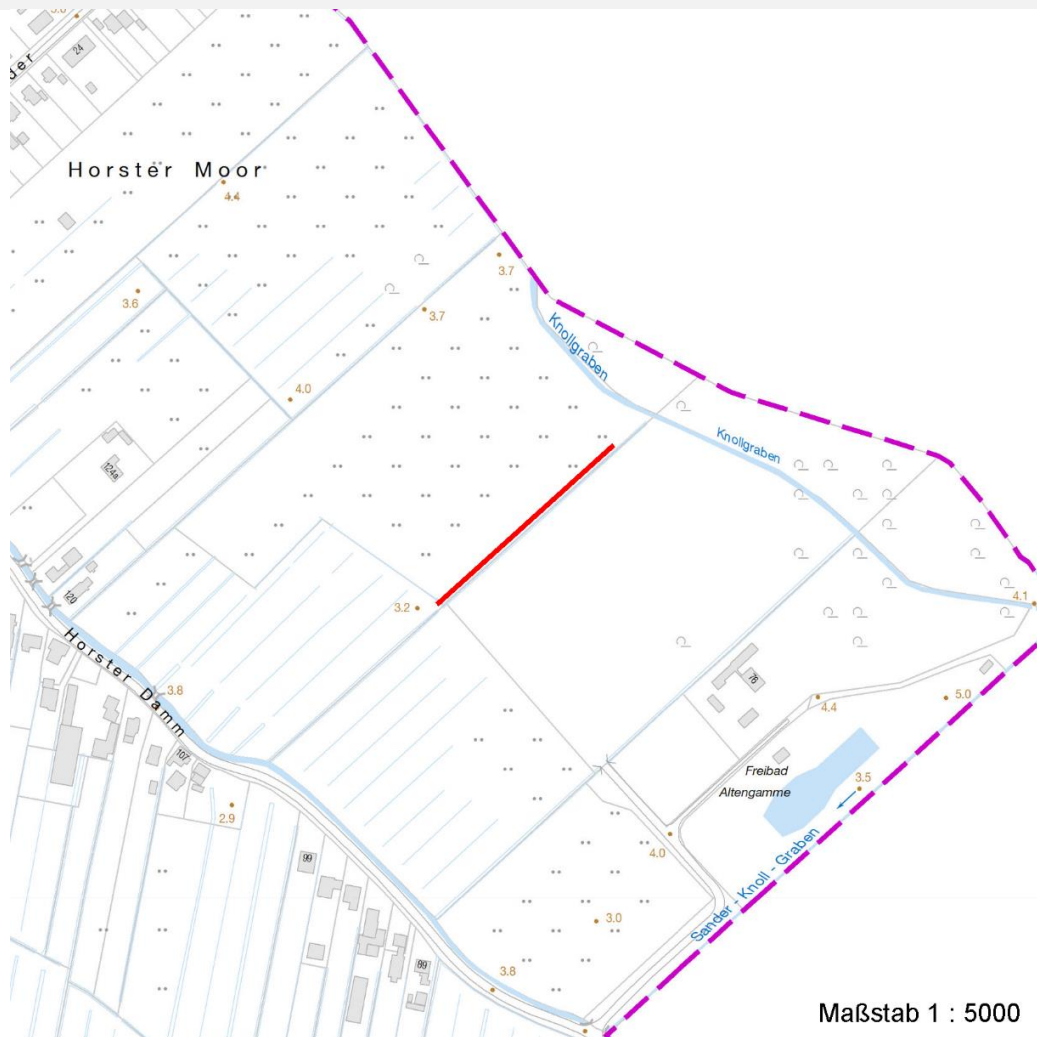 24
der
Horster Moor
4.4
3.7
3.6
3.7
Knollgraben
4.0
Knollgraben
124a
3.2
4.1
120
Horster Damm
3.8
78
5.0
4.4
107
Freibad
Altengamme
3.5
2.9
4.0
Sander - Knoll - Graben
99
3.0
89
3.8
Maßstab 1 : 5000